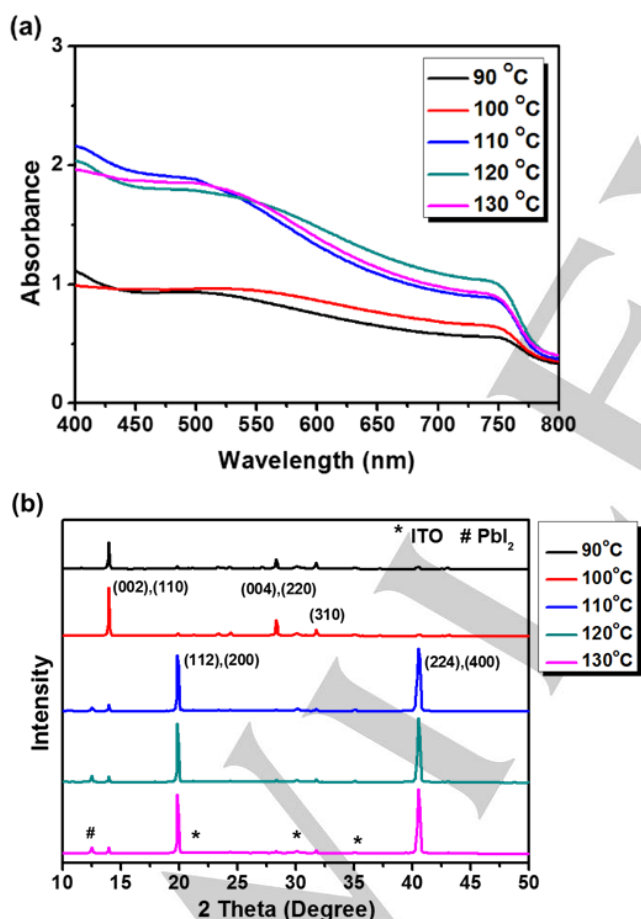 (a)
3
2
1
0
Absorbance
90 °C
100 °C
110 °C
120 °C
130 °C
400 450 500 550 600 650 700 750 800
Wavelength (nm)
(b)
* ITO # PbI₂
90°C
100°C
110°C
120°C
130°C
(002),(110)
(004),(220)
(310)
(112),(200)
(224),(400)
Intensity
#
*
*
*
10 15 20 25 30 35 40 45 50
2 Theta (Degree)